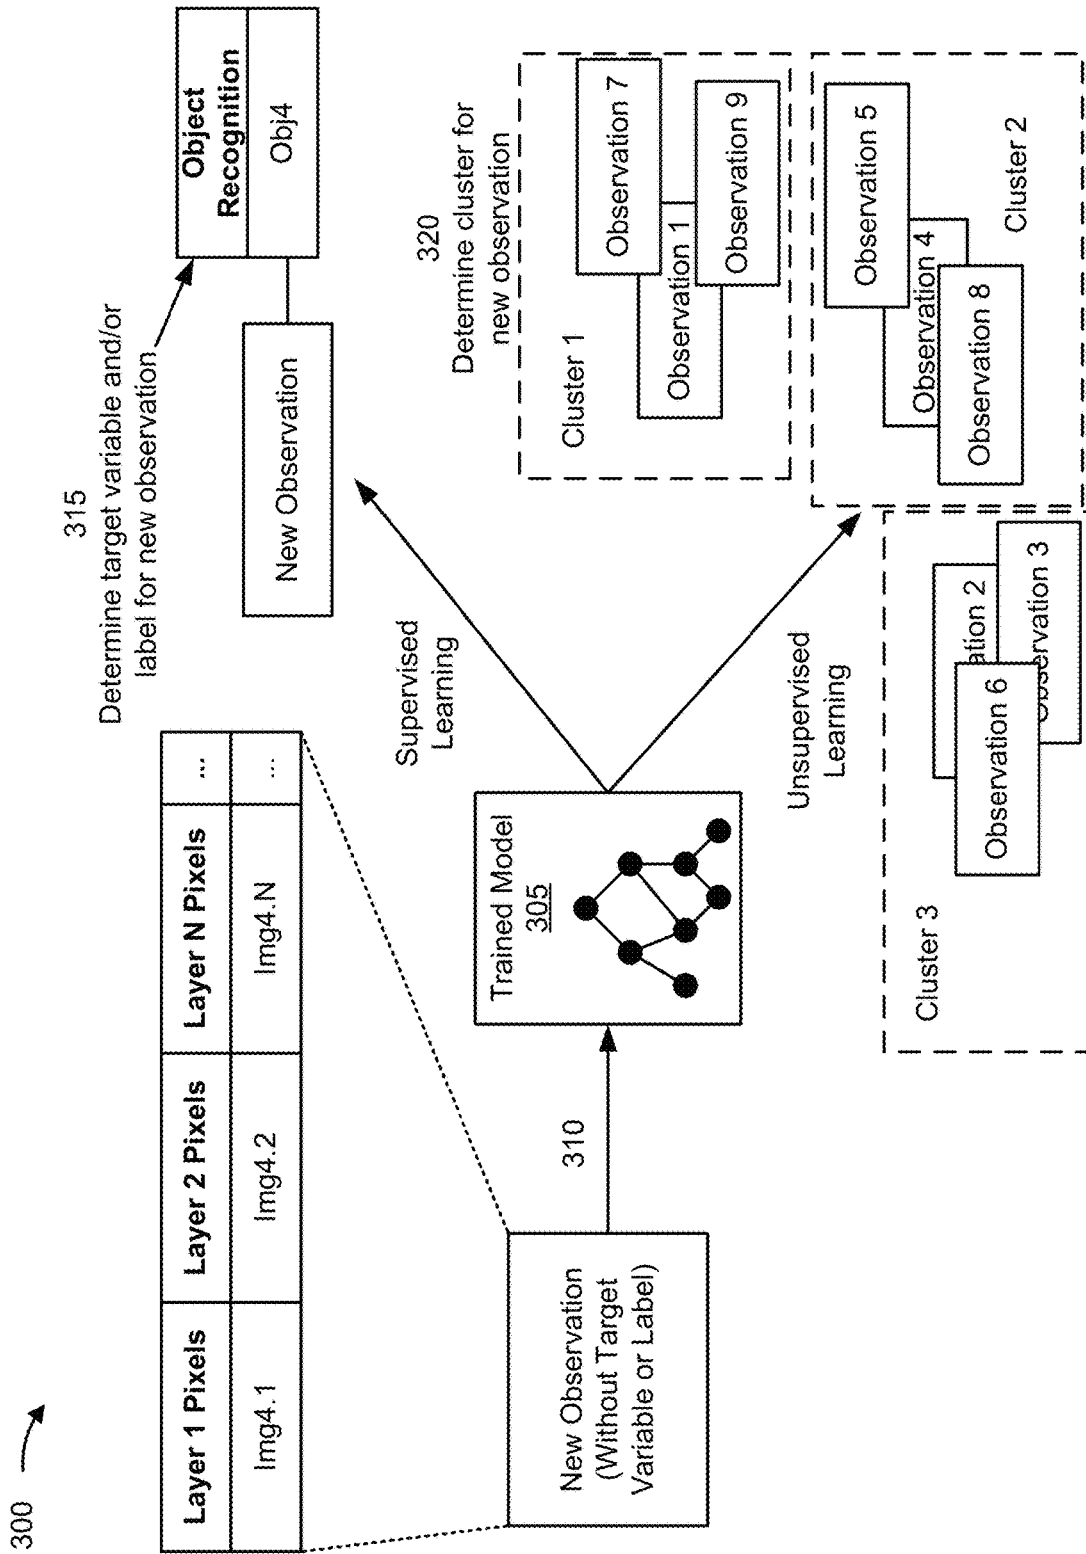 300
Layer 1 Pixels
Layer 2 Pixels
Layer N Pixels
...
Img4.1
Img4.2
Img4.N
...
New Observation
(Without Target
Variable or Label)
310
Trained Model
305
Supervised
Learning
Unsupervised
Learning
315
Determine target variable and/or
label for new observation
New Observation
Object
Recognition
Obj4
320
Determine cluster for
new observation
Cluster 1
Observation 7
Observation 1
Observation 9
Observation 5
Observation 4
Observation 8
Cluster 2
Cluster 3
ation 2
Observation 6
bservation 3